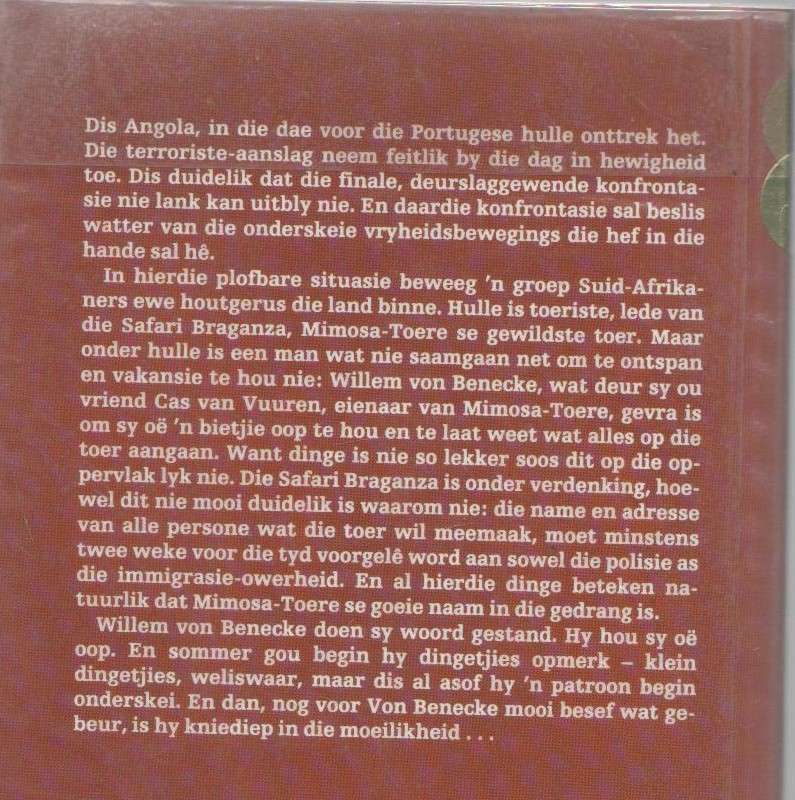 Dis Angola, in die dae voor die Portugese hulle onttrek het.
Die terroriste-aanslag neem feitlik by die dag in hewigheid
toe. Dis duidelik dat die finale, deurslaggewende konfronta-
sie nie lank kan uitbly nie. En daardie konfrontasie sal beslis
watter van die onderskeie vryheidsbewegings die hef in die
hande sal hê.
In hierdie plofbare situasie beweeg 'n groep Suid-Afrika-
ners ewe houtgerus die land binne. Hulle is toeriste, lede van
die Safari Braganza, Mimosa-Toere se gewildste toer. Maar
onder hulle is een man wat nie saamgaan net om te ontspan
en vakansie te hou nie: Willem von Benecke, wat deur sy ou
vriend Cas van Vuuren, eienaar van Mimosa-Toere, gevra is
om sy oë 'n bietjie oop te hou en te laat weet wat alles op die
toer aangaan. Want dinge is nie so lekker soos dit op die op-
pervlak lyk nie. Die Safari Braganza is onder verdenking, hoe-
wel dit nie mooi duidelik is waarom nie: die name en adresse
van alle persone wat die toer wil meemaak, moet minstens
twee weke voor die tyd voorgelê word aan sowel die polisie as
die immigrasie-owerheid. En al hierdie dinge beteken na-
tuurlik dat Mimosa-Toere se goeie naam in die gedrang is.
Willem von Benecke doen sy woord gestand. Hy hou sy oë
oop. En sommer gou begin hy dingetjies opmerk – klein
dingetjies, weliswaar, maar dis al asof hy 'n patroon begin
onderskei. En dan, nog voor Von Benecke mooi besef wat ge-
beur, is hy kniediep in die moeilikheid . . .